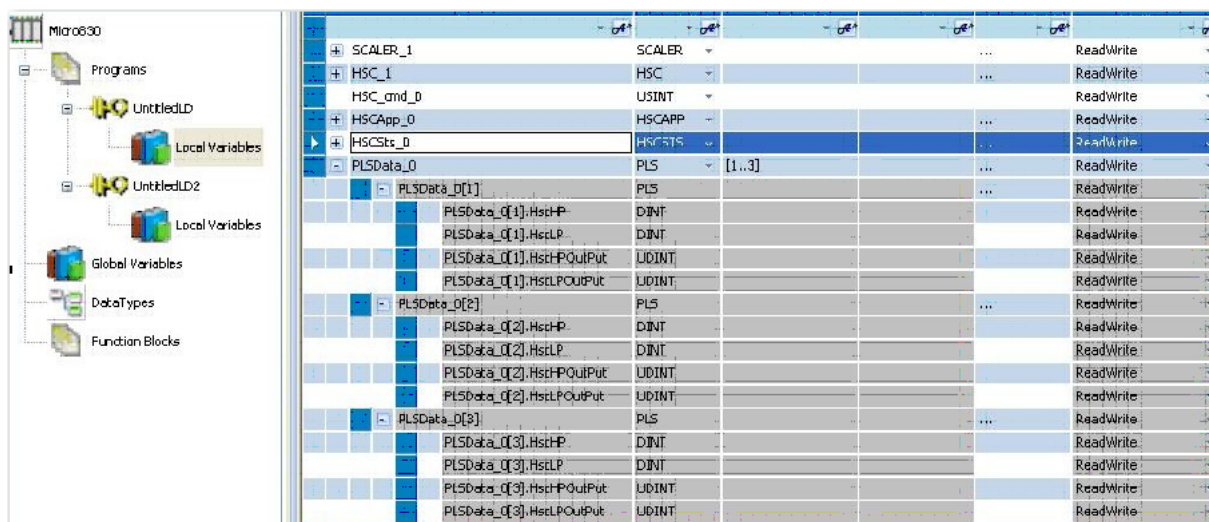 Micro830
Programs
UntitledLD
Local Variables
UntitledLD2
Local Variables
Global Variables
DataTypes
Function Blocks
SCALER_1 SCALER ... ReadWrite
HSC_1 HSC ... ReadWrite
HSC_cmd_0 USINT ReadWrite
HSCApp_0 HSCAPP ... ReadWrite
HSCSts_0 HSCSTS ... ReadWrite
PLSData_0 PLS [1..3] ... ReadWrite
PLSData_0[1] PLS ... ReadWrite
PLSData_0[1].HscHP DINT ReadWrite
PLSData_0[1].HscLP DINT ReadWrite
PLSData_0[1].HscHPOutPut UDINT ReadWrite
PLSData_0[1].HscLPOutPut UDINT ReadWrite
PLSData_0[2] PLS ... ReadWrite
PLSData_0[2].HscHP DINT ReadWrite
PLSData_0[2].HscLP DINT ReadWrite
PLSData_0[2].HscHPOutPut UDINT ReadWrite
PLSData_0[2].HscLPOutPut UDINT ReadWrite
PLSData_0[3] PLS ... ReadWrite
PLSData_0[3].HscHP DINT ReadWrite
PLSData_0[3].HscLP DINT ReadWrite
PLSData_0[3].HscHPOutPut UDINT ReadWrite
PLSData_0[3].HscLPOutPut UDINT ReadWrite